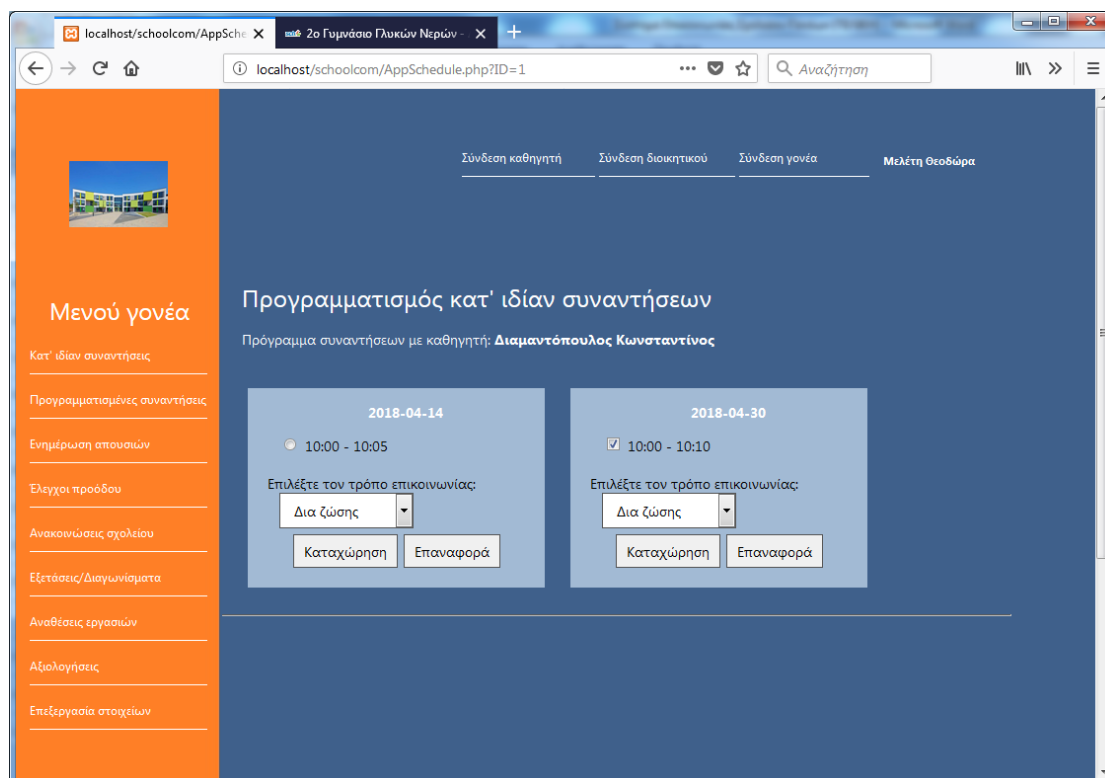 localhost/schoolcom/AppSche
2ο Γυμνάσιο Γλυκών Νερών -
localhost/schoolcom/AppSchedule.php?ID=1
Αναζήτηση
Σύνδεση καθηγητή
Σύνδεση διοικητικού
Σύνδεση γονέα
Μελέτη Θεοδώρα
Μενού γονέα
Κατ' ιδίαν συναντήσεις
Προγραμματισμένες συναντήσεις
Ενημέρωση απουσιών
Έλεγχοι προόδου
Ανακοινώσεις σχολείου
Εξετάσεις/Διαγωνίσματα
Αναθέσεις εργασιών
Αξιολογήσεις
Επεξεργασία στοιχείων
Προγραμματισμός κατ' ιδίαν συναντήσεων
Πρόγραμμα συναντήσεων με καθηγητή: Διαμαντόπουλος Κωνσταντίνος
2018-04-14
10:00 - 10:05
Επιλέξτε τον τρόπο επικοινωνίας:
Δια ζώσης
Καταχώρηση Επαναφορά
2018-04-30
10:00 - 10:10
Επιλέξτε τον τρόπο επικοινωνίας:
Δια ζώσης
Καταχώρηση Επαναφορά